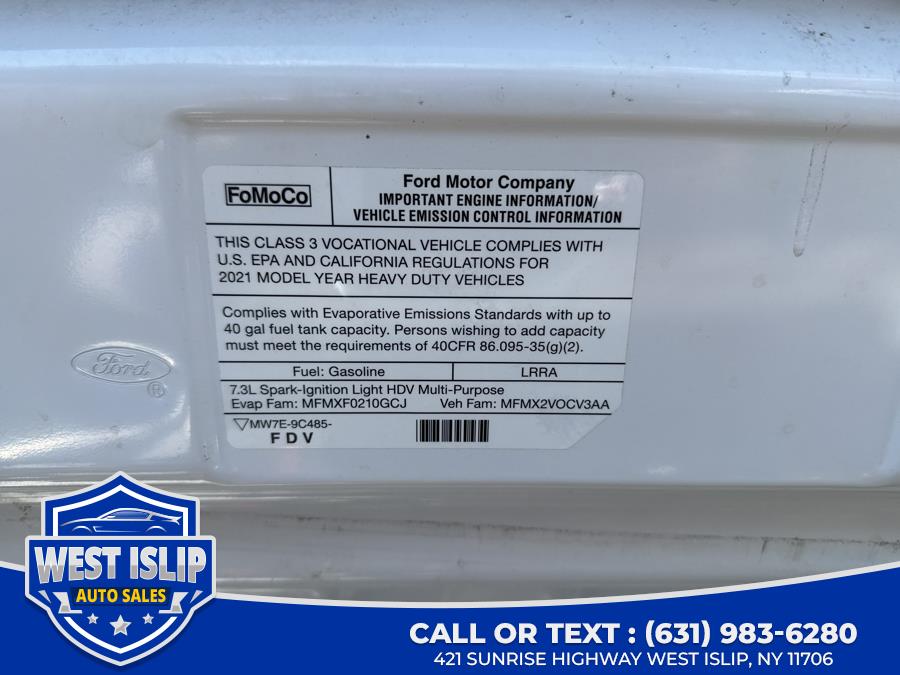 FoMoCo
Ford Motor Company
IMPORTANT ENGINE INFORMATION/
VEHICLE EMISSION CONTROL INFORMATION
THIS CLASS 3 VOCATIONAL VEHICLE COMPLIES WITH
U.S. EPA AND CALIFORNIA REGULATIONS FOR
2021 MODEL YEAR HEAVY DUTY VEHICLES
Complies with Evaporative Emissions Standards with up to
40 gal fuel tank capacity. Persons wishing to add capacity
must meet the requirements of 40CFR 86.095-35(g)(2).
Fuel: Gasoline LRRA
7.3L Spark-Ignition Light HDV Multi-Purpose
Evap Fam: MFMXF0210GCJ Veh Fam: MFMX2VOCV3AA
MW7E-9C485-
FDV
Ford
®
WEST ISLIP
AUTO SALES
CALL OR TEXT : (631) 983-6280
421 SUNRISE HIGHWAY WEST ISLIP, NY 11706